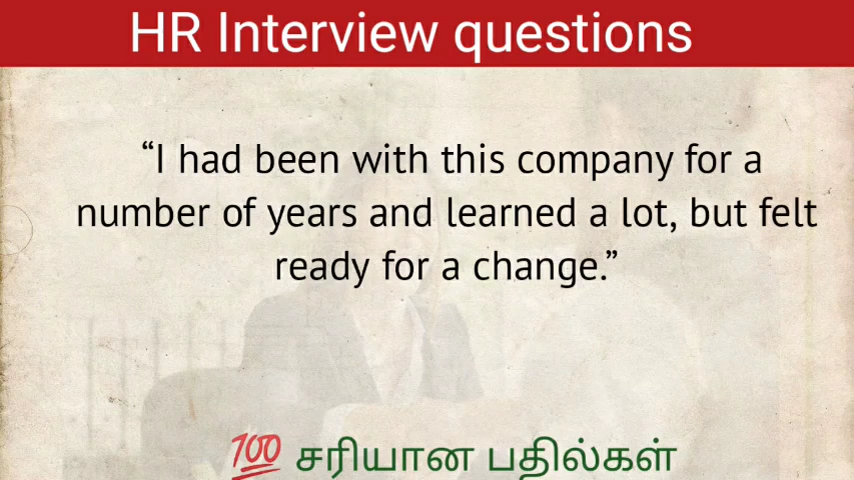 HR Interview questions
“I had been with this company for a
number of years and learned a lot, but felt
ready for a change.”
💯 சரியான பதில்கள்